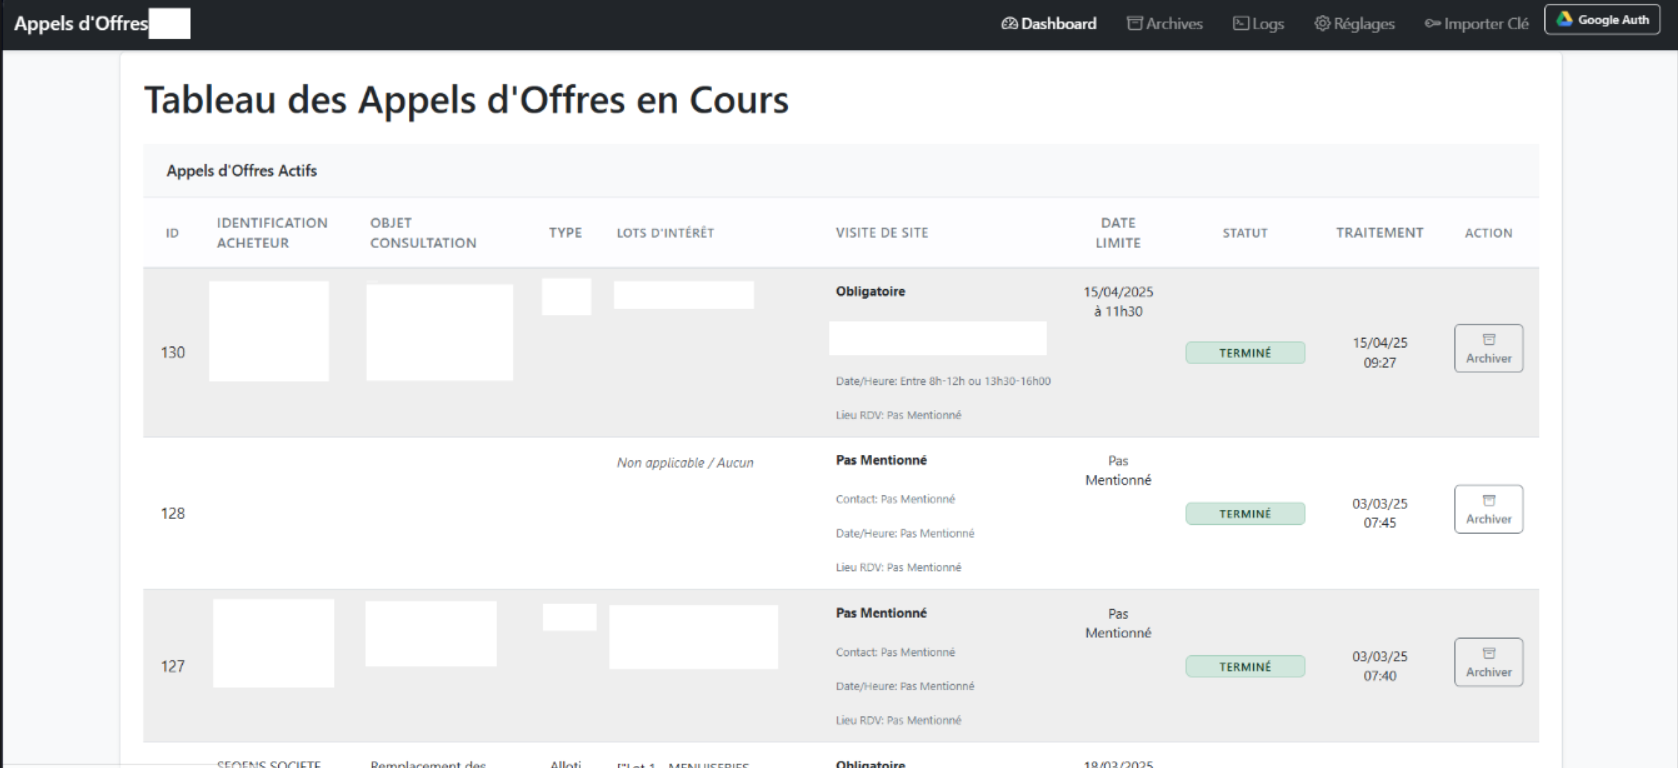 Appels d'Offres
Dashboard
Archives
Logs
Réglages
Importer Clé
Google Auth
Tableau des Appels d'Offres en Cours
Appels d'Offres Actifs
ID
IDENTIFICATION
ACHETEUR
OBJET
CONSULTATION
TYPE
LOTS D'INTÉRÊT
VISITE DE SITE
DATE
LIMITE
STATUT
TRAITEMENT
ACTION
130
Obligatoire
Date/Heure: Entre 8h-12h ou 13h30-16h00
Lieu RDV: Pas Mentionné
15/04/2025
à 11h30
TERMINÉ
15/04/25
09:27
Archiver
128
Non applicable / Aucun
Pas Mentionné
Contact: Pas Mentionné
Date/Heure: Pas Mentionné
Lieu RDV: Pas Mentionné
Pas
Mentionné
TERMINÉ
03/03/25
07:45
Archiver
127
Pas Mentionné
Contact: Pas Mentionné
Date/Heure: Pas Mentionné
Lieu RDV: Pas Mentionné
Pas
Mentionné
TERMINÉ
03/03/25
07:40
Archiver
SEQENS SOCIETE
Remplacement des
Alloti
Lot 1 - MENUISERIES
Obligatoire
18/03/2025